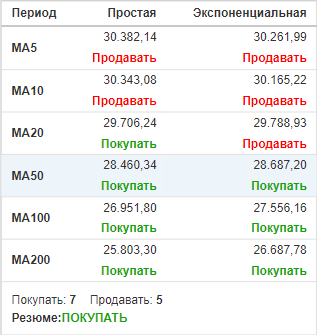 Период Простая Экспоненциальная
MA5 30.382,14 30.261,99
Продавать Продавать
MA10 30.343,08 30.165,22
Продавать Продавать
MA20 29.706,24 29.788,93
Покупать Продавать
MA50 28.460,34 28.687,20
Покупать Покупать
MA100 26.951,80 27.556,16
Покупать Покупать
MA200 25.803,30 26.687,78
Покупать Покупать
Покупать: 7 Продавать: 5
Резюме:ПОКУПАТЬ